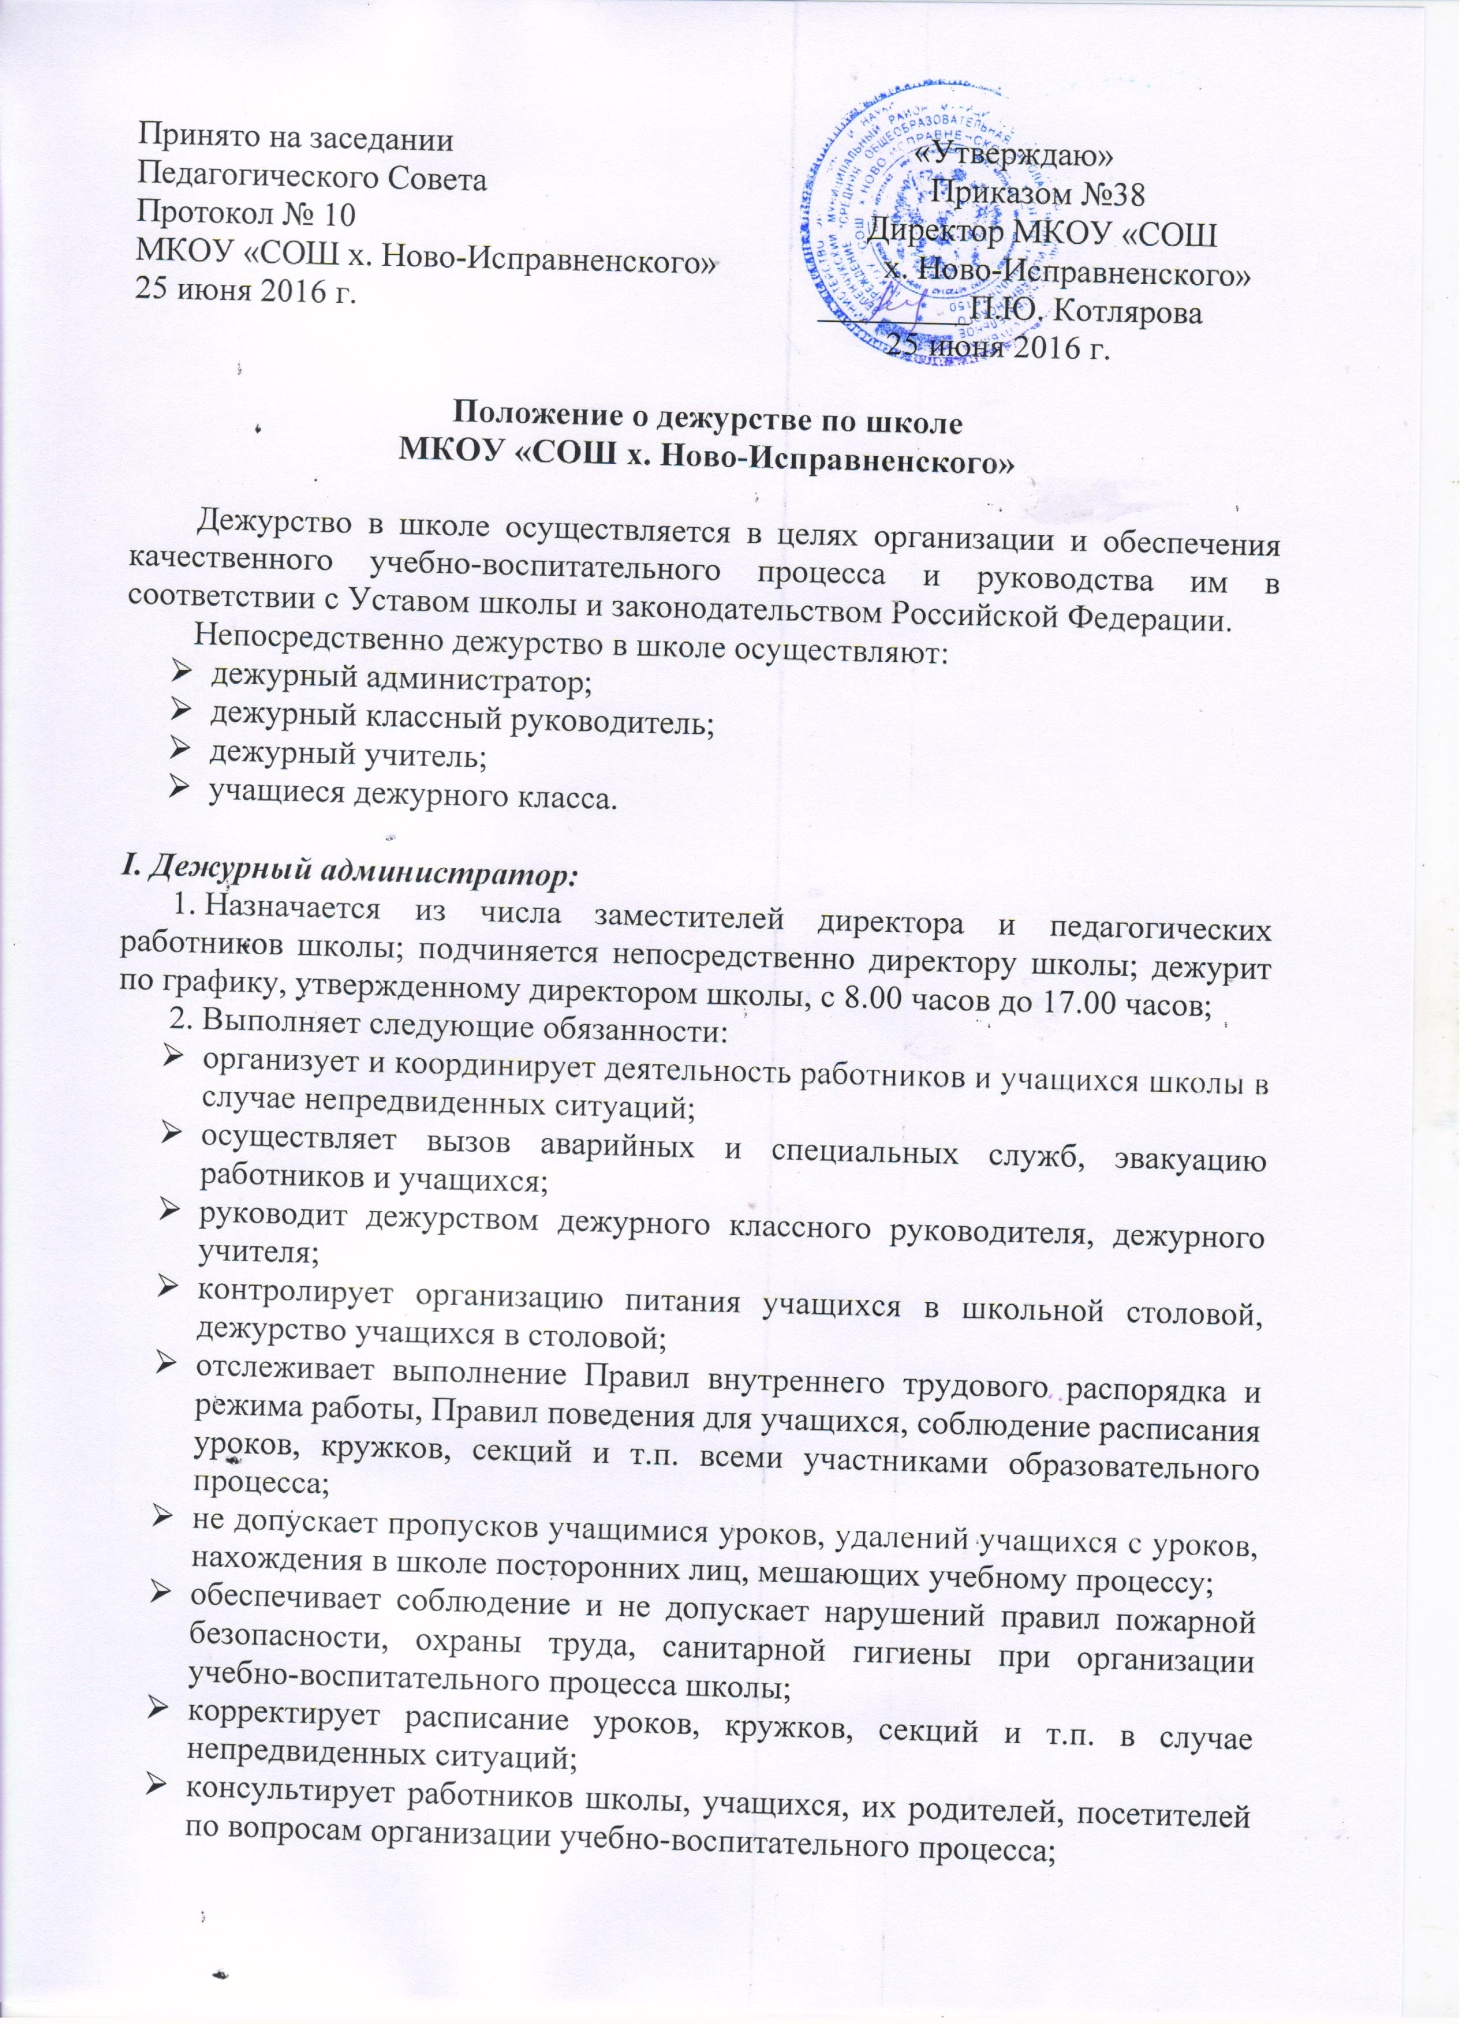 Принято на заседании
Педагогического Совета
Протокол № 10
МКОУ «СОШ х. Ново-Исправненского»
25 июня 2016 г.
«Утверждаю»
Приказом №38
Директор МКОУ «СОШ
х. Ново-Исправненского»
__________П.Ю. Котлярова
25 июня 2016 г.
Положение о дежурстве по школе
МКОУ «СОШ х. Ново-Исправненского»
Дежурство в школе осуществляется в целях организации и обеспечения
качественного учебно-воспитательного процесса и руководства им в
соответствии с Уставом школы и законодательством Российской Федерации.
Непосредственно дежурство в школе осуществляют:
➢ дежурный администратор;
➢ дежурный классный руководитель;
➢ дежурный учитель;
➢ учащиеся дежурного класса.
I. Дежурный администратор:
1. Назначается из числа заместителей директора и педагогических
работников школы; подчиняется непосредственно директору школы; дежурит
по графику, утвержденному директором школы, с 8.00 часов до 17.00 часов;
2. Выполняет следующие обязанности:
➢ организует и координирует деятельность работников и учащихся школы в
случае непредвиденных ситуаций;
➢ осуществляет вызов аварийных и специальных служб, эвакуацию
работников и учащихся;
➢ руководит дежурством дежурного классного руководителя, дежурного
учителя;
➢ контролирует организацию питания учащихся в школьной столовой,
дежурство учащихся в столовой;
➢ отслеживает выполнение Правил внутреннего трудового распорядка и
режима работы, Правил поведения для учащихся, соблюдение расписания
уроков, кружков, секций и т.п. всеми участниками образовательного
процесса;
➢ не допускает пропусков учащимися уроков, удалений учащихся с уроков,
нахождения в школе посторонних лиц, мешающих учебному процессу;
➢ обеспечивает соблюдение и не допускает нарушений правил пожарной
безопасности, охраны труда, санитарной гигиены при организации
учебно-воспитательного процесса школы;
➢ корректирует расписание уроков, кружков, секций и т.п. в случае
непредвиденных ситуаций;
➢ консультирует работников школы, учащихся, их родителей, посетителей
по вопросам организации учебно-воспитательного процесса;